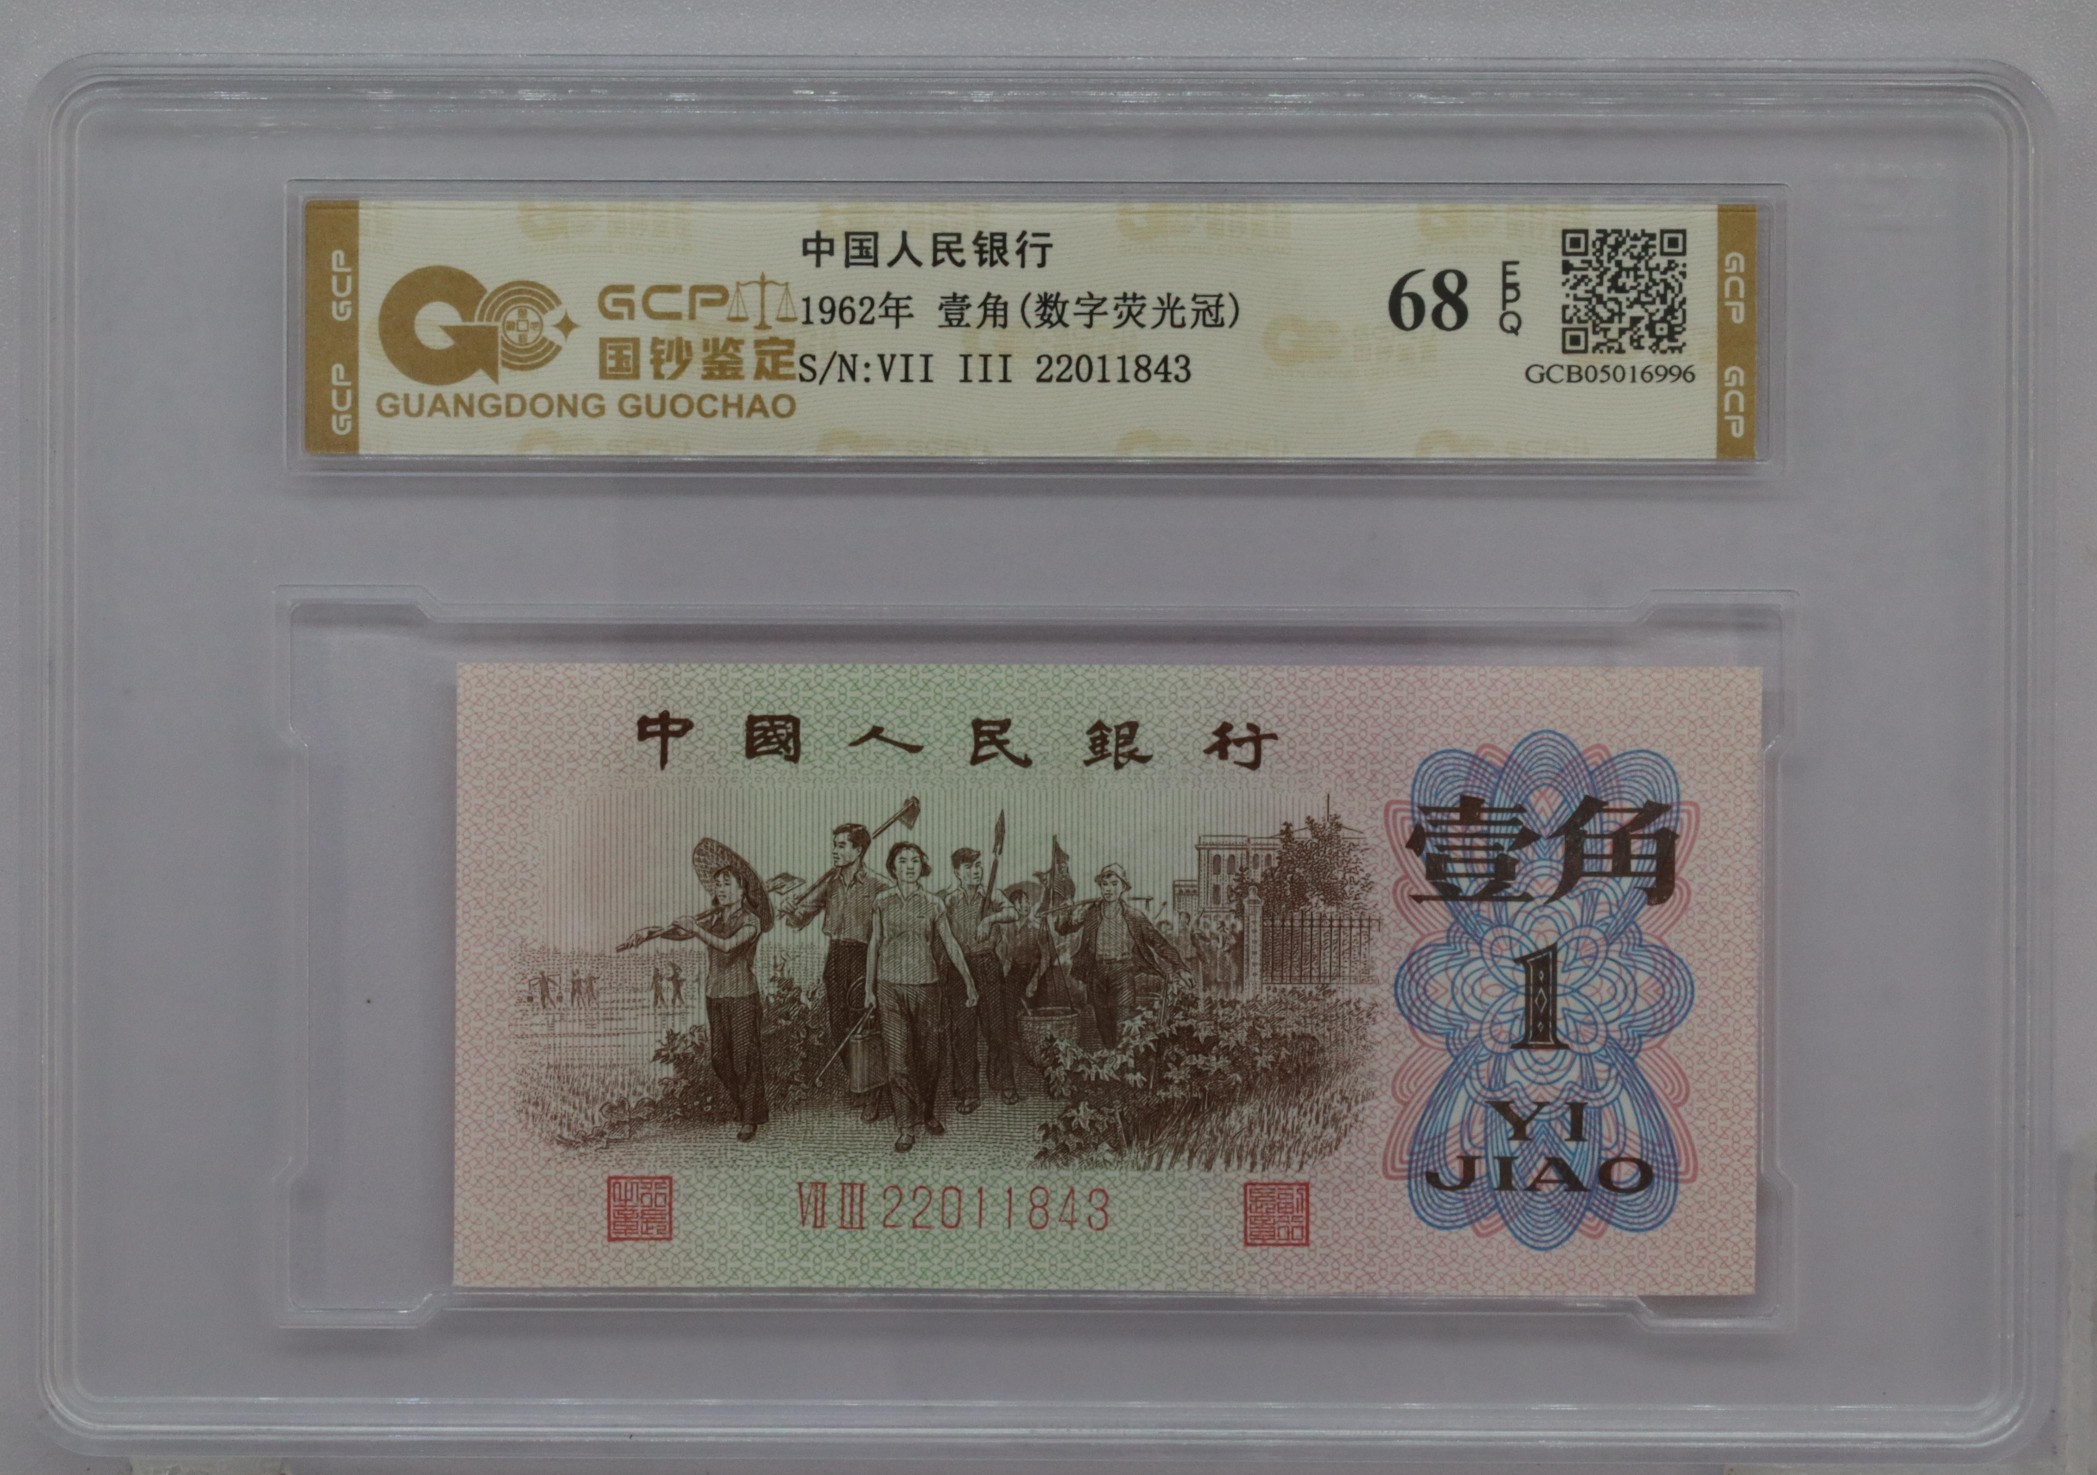 中国人民银行
GCP
国钞鉴定
GUANGDONG GUOCHAO
1962年 壹角(数字荧光冠)
S/N:VII III 22011843
68 EPQ
GCB05016996
GCP GCP
GCP GCP
中國人民銀行
壹角
1
YI
JIAO
VII III 22011843